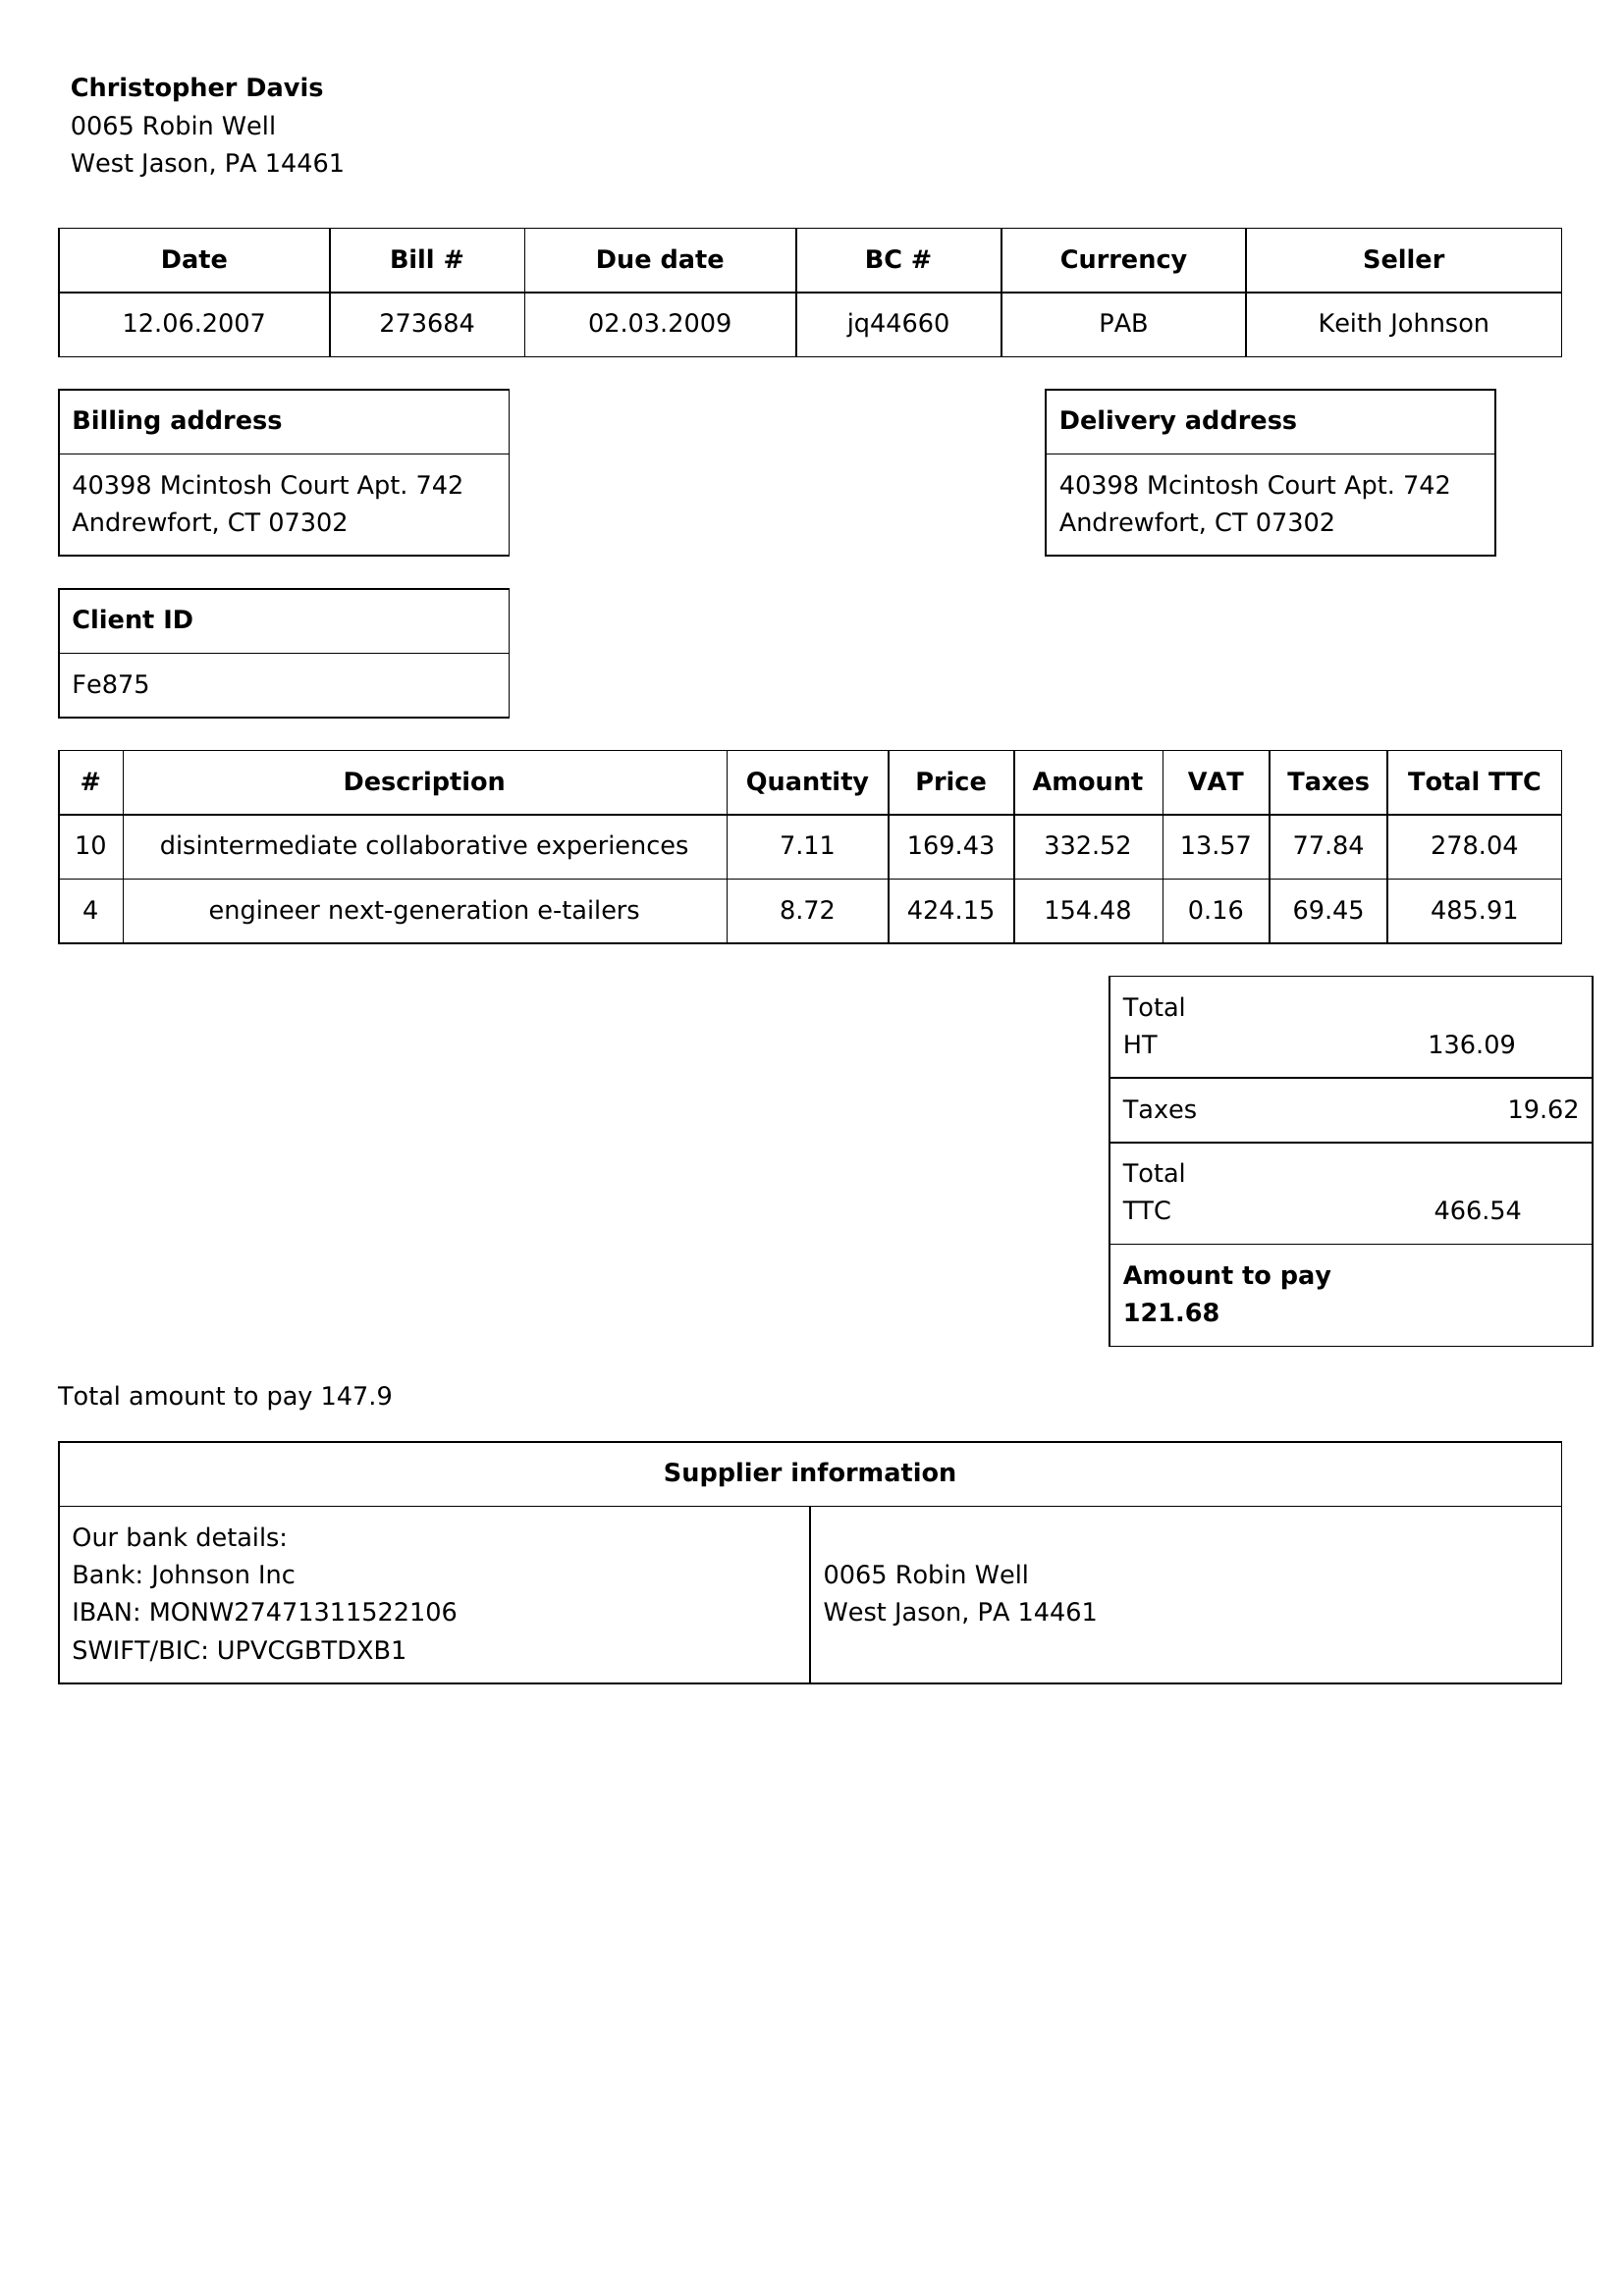 Christopher Davis
0065 Robin Well
West Jason, PA 14461
Date Bill # Due date BC # Currency Seller
12.06.2007 273684 02.03.2009 jq44660 PAB Keith Johnson
Billing address
40398 Mcintosh Court Apt. 742
Andrewfort, CT 07302
Delivery address
40398 Mcintosh Court Apt. 742
Andrewfort, CT 07302
Client ID
Fe875
# Description Quantity Price Amount VAT Taxes Total TTC
10 disintermediate collaborative experiences 7.11 169.43 332.52 13.57 77.84 278.04
4 engineer next-generation e-tailers 8.72 424.15 154.48 0.16 69.45 485.91
Total
HT 136.09
Taxes 19.62
Total
TTC 466.54
Amount to pay
121.68
Total amount to pay 147.9
Supplier information
Our bank details:
Bank: Johnson Inc
IBAN: MONW27471311522106
SWIFT/BIC: UPVCGBTDXB1
0065 Robin Well
West Jason, PA 14461